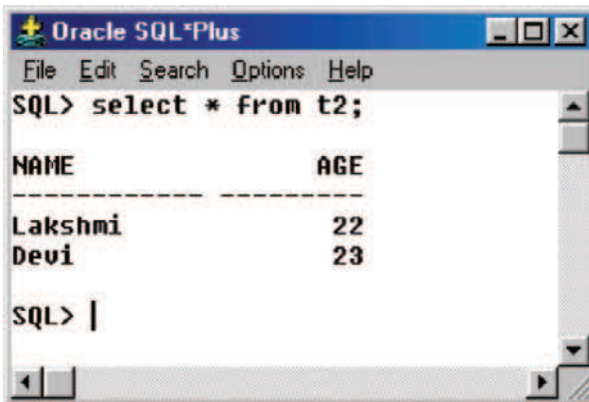 Oracle SQL*Plus
File Edit Search Options Help
SQL> select * from t2;
NAME AGE
------------- ---------
Lakshmi 22
Devi 23
SQL>